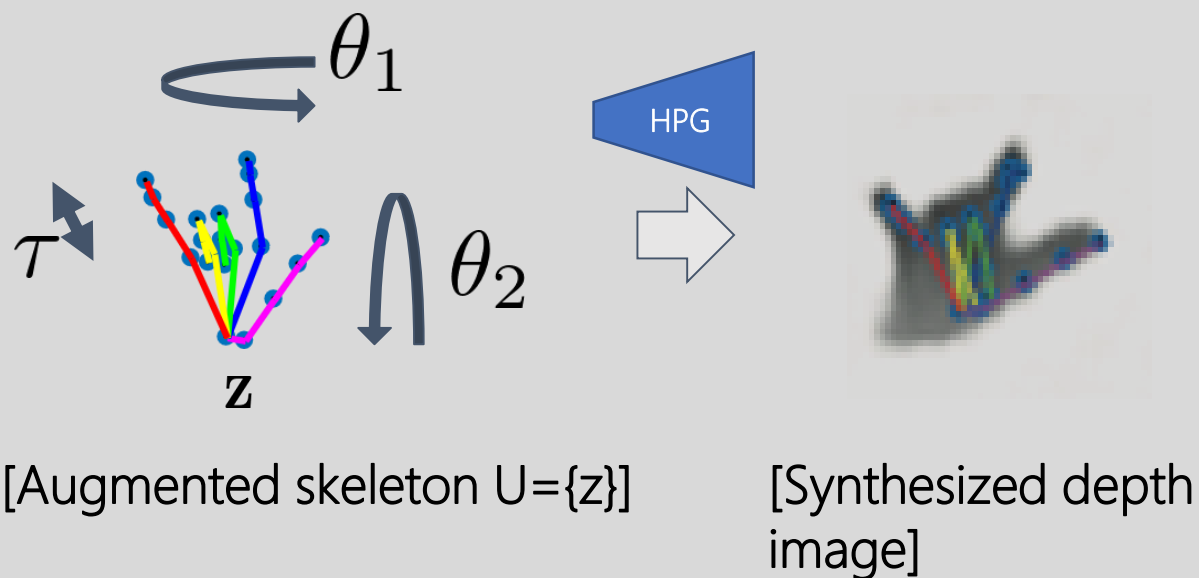 θ₁
HPG
τ
θ₂
z
[Augmented skeleton U={z}]
[Synthesized depth
image]